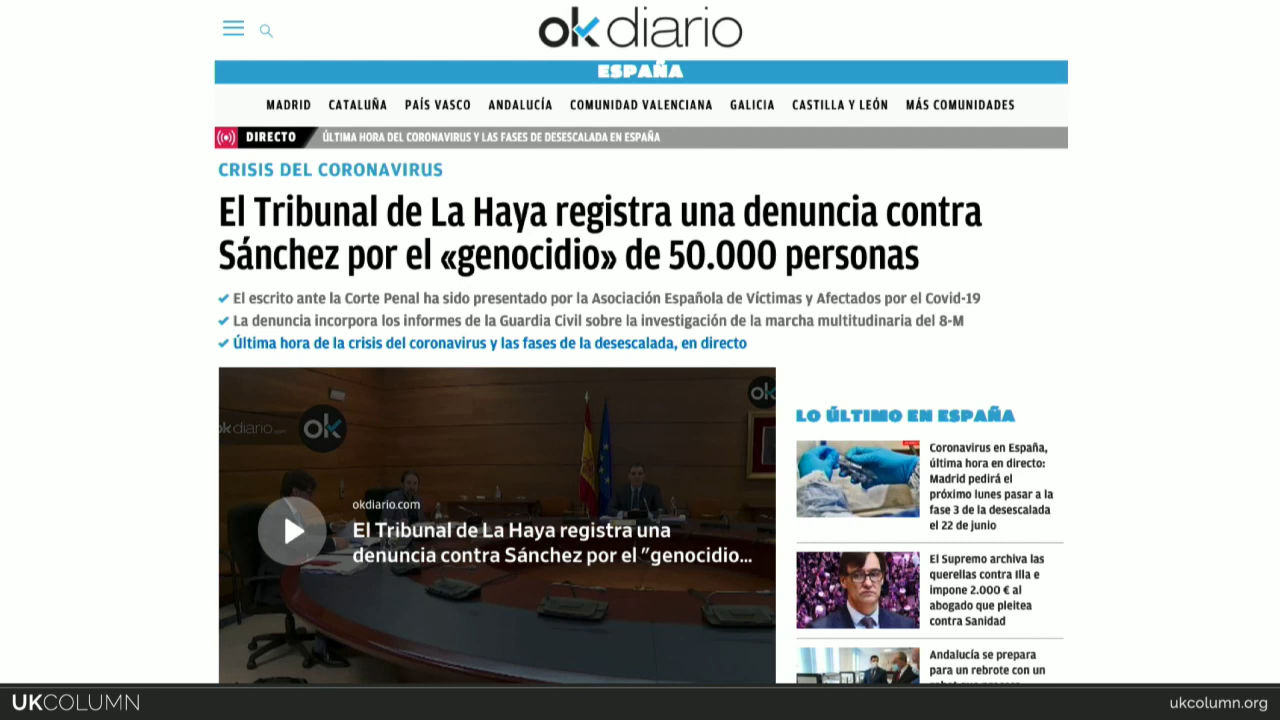 ok diario
ESPAÑA
MADRID CATALUÑA PAÍS VASCO ANDALUCÍA COMUNIDAD VALENCIANA GALICIA CASTILLA Y LEÓN MÁS COMUNIDADES
DIRECTO ÚLTIMA HORA DEL CORONAVIRUS Y LAS FASES DE DESESCALADA EN ESPAÑA
CRISIS DEL CORONAVIRUS
El Tribunal de La Haya registra una denuncia contra
Sánchez por el «genocidio» de 50.000 personas
El escrito ante la Corte Penal ha sido presentado por la Asociación Española de Víctimas y Afectados por el Covid-19
La denuncia incorpora los informes de la Guardia Civil sobre la investigación de la marcha multitudinaria del 8-M
Última hora de la crisis del coronavirus y las fases de la desescalada, en directo
ok
okdiario.com
ok
okdiario.com
El Tribunal de La Haya registra una
denuncia contra Sánchez por el "genocidio...
LO ÚLTIMO EN ESPAÑA
Coronavirus en España,
última hora en directo:
Madrid pedirá el
próximo lunes pasar a la
fase 3 de la desescalada
el 22 de junio
El Supremo archiva las
querellas contra Illa e
impone 2.000 € al
abogado que pleitea
contra Sanidad
Andalucía se prepara
para un rebrote con un
UKCOLUMN
ukcolumn.org